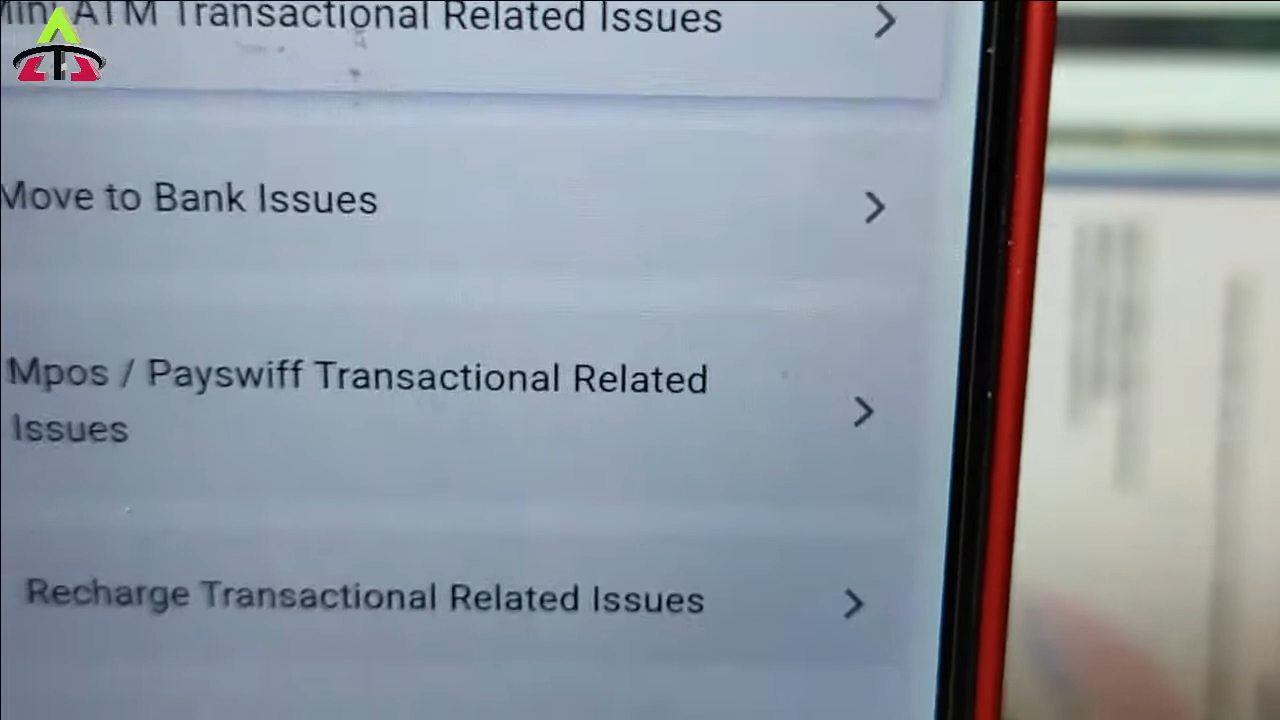 ATM Transactional Related Issues
Move to Bank Issues
Mpos / Payswiff Transactional Related
Issues
Recharge Transactional Related Issues